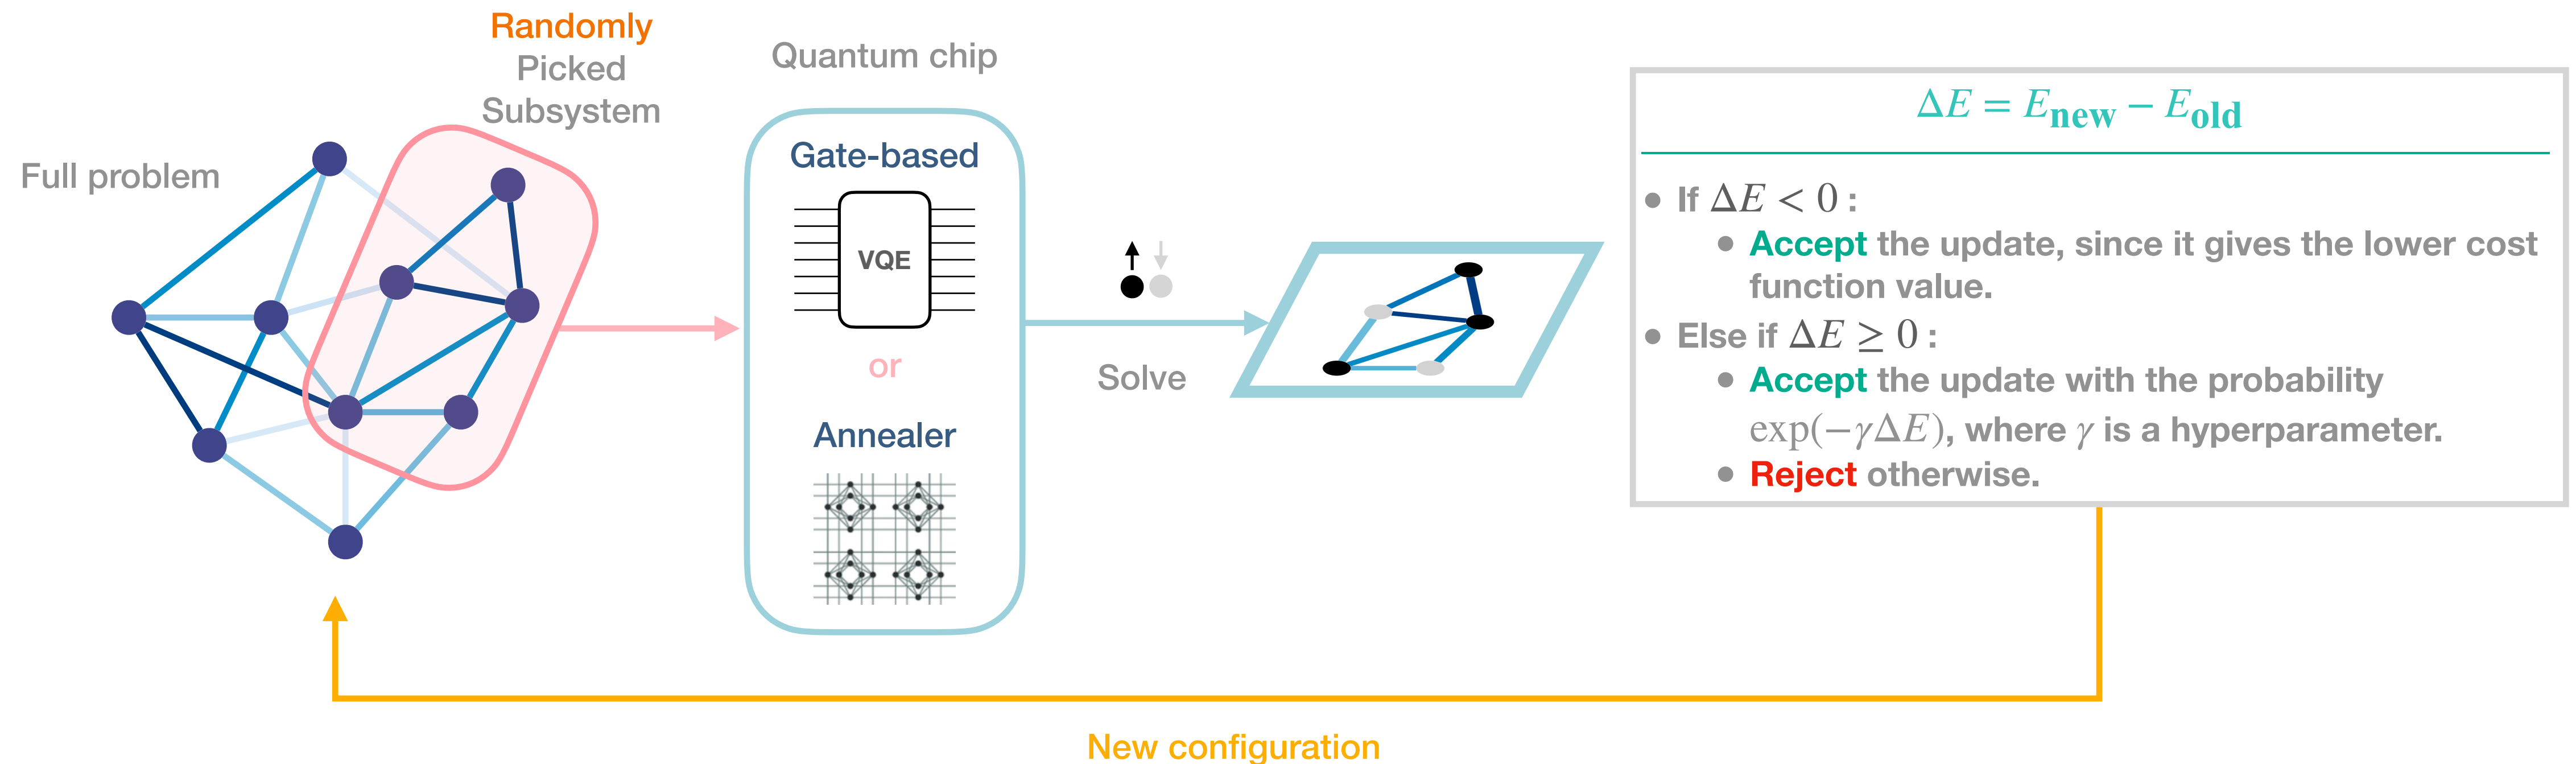 Full problem
Randomly
Picked
Subsystem
Quantum chip
Gate-based
VQE
or
Annealer
Solve
ΔE = E_new − E_old
• If ΔE < 0 :
• Accept the update, since it gives the lower cost
function value.
• Else if ΔE ≥ 0 :
• Accept the update with the probability
exp(−γΔE), where γ is a hyperparameter.
• Reject otherwise.
New configuration